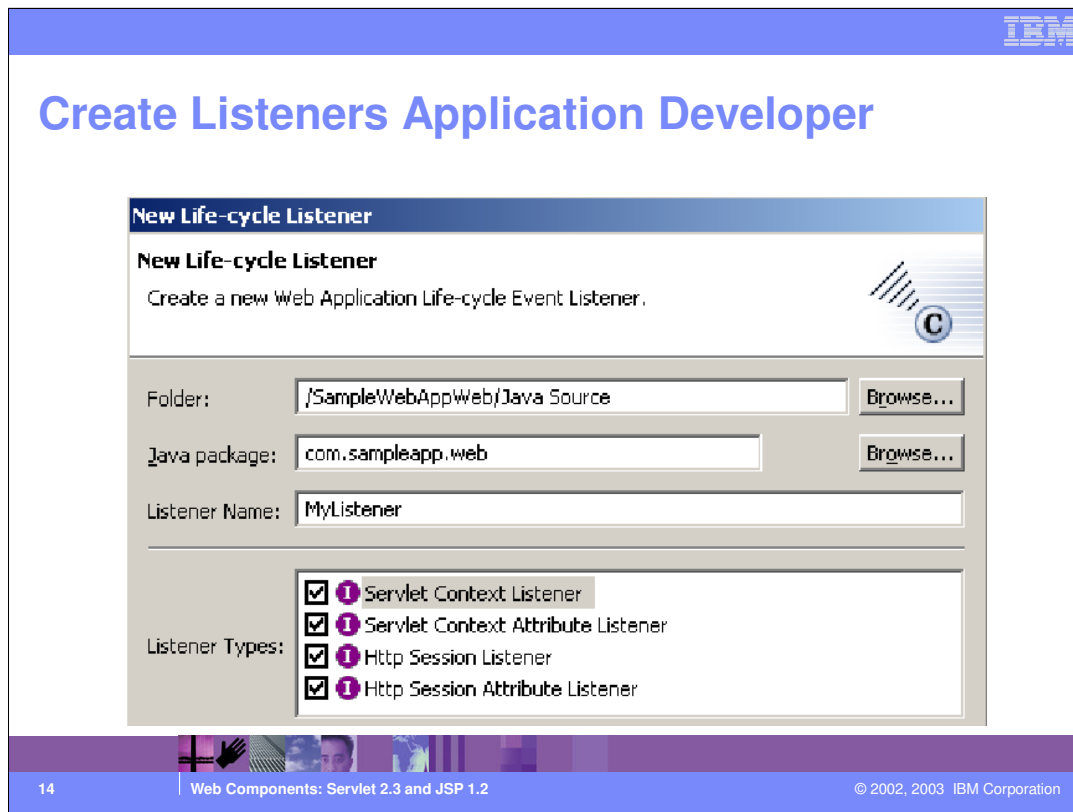 IBM
Create Listeners Application Developer
New Life-cycle Listener
New Life-cycle Listener
Create a new Web Application Life-cycle Event Listener.
C
Folder: /SampleWebAppWeb/Java Source Browse...
Java package: com.sampleapp.web Browse...
Listener Name: MyListener
I Servlet Context Listener
I Servlet Context Attribute Listener
Listener Types:
I Http Session Listener
I Http Session Attribute Listener
14 Web Components: Servlet 2.3 and JSP 1.2 © 2002, 2003 IBM Corporation